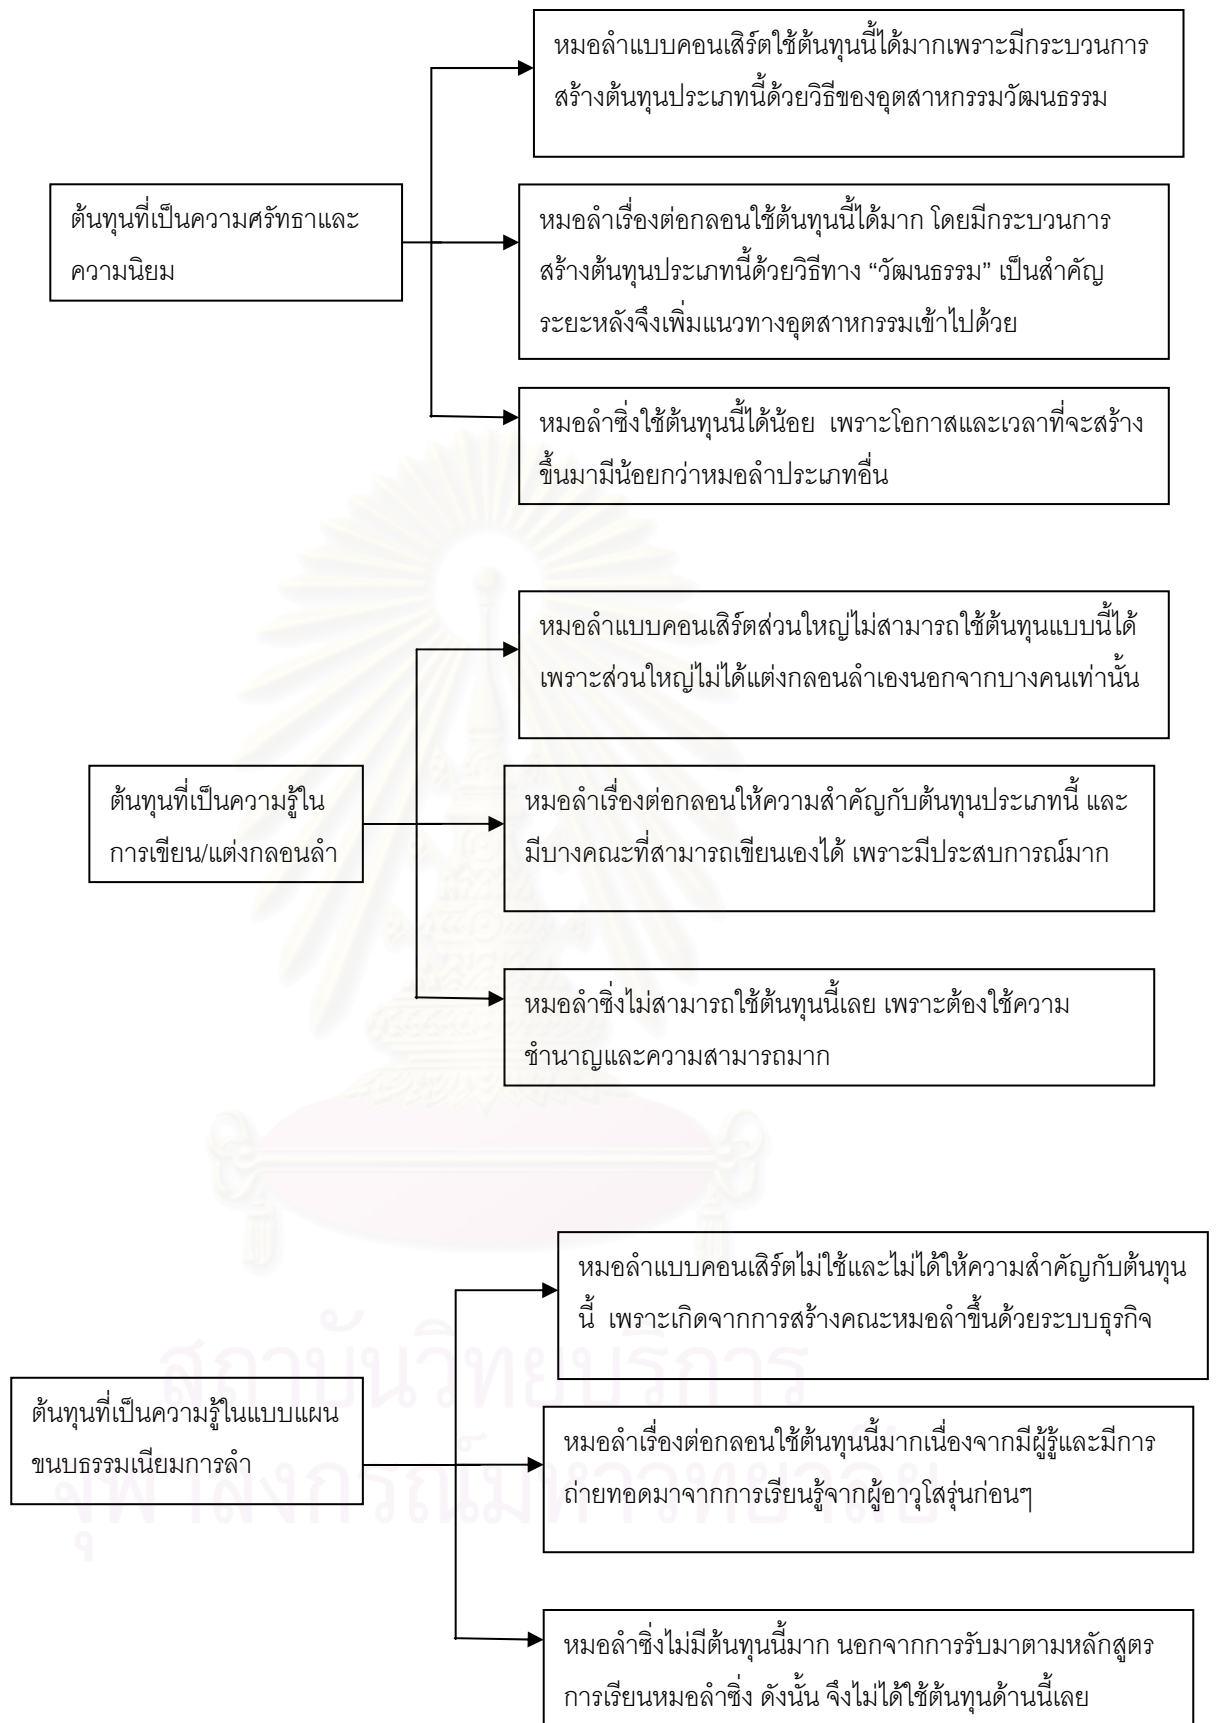 หมอลำแบบคอนเสิร์ตใช้ต้นทุนนี้ได้มากเพราะมีกระบวนการ
สร้างต้นทุนประเภทนี้ด้วยวิธีของอุตสาหกรรมวัฒนธรรม
ต้นทุนที่เป็นความศรัทธาและ
ความนิยม
หมอลำเรื่องต่อกลอนใช้ต้นทุนนี้ได้มาก โดยมีกระบวนการ
สร้างต้นทุนประเภทนี้ด้วยวิธีทาง “วัฒนธรรม” เป็นสำคัญ
ระยะหลังจึงเพิ่มแนวทางอุตสาหกรรมเข้าไปด้วย
หมอลำซิ่งใช้ต้นทุนนี้ได้น้อย เพราะโอกาสและเวลาที่จะสร้าง
ขึ้นมามีน้อยกว่าหมอลำประเภทอื่น
หมอลำแบบคอนเสิร์ตส่วนใหญ่ไม่สามารถใช้ต้นทุนแบบนี้ได้
เพราะส่วนใหญ่ไม่ได้แต่งกลอนลำเองนอกจากบางคนเท่านั้น
ต้นทุนที่เป็นความรู้ใน
การเขียน/แต่งกลอนลำ
หมอลำเรื่องต่อกลอนให้ความสำคัญกับต้นทุนประเภทนี้ และ
มีบางคณะที่สามารถเขียนเองได้ เพราะมีประสบการณ์มาก
หมอลำซิ่งไม่สามารถใช้ต้นทุนนี้เลย เพราะต้องใช้ความ
ชำนาญและความสามารถมาก
หมอลำแบบคอนเสิร์ตไม่ใช้และไม่ได้ให้ความสำคัญกับต้นทุน
นี้ เพราะเกิดจากการสร้างคณะหมอลำขึ้นด้วยระบบธุรกิจ
ต้นทุนที่เป็นความรู้ในแบบแผน
ขนบธรรมเนียมการลำ
หมอลำเรื่องต่อกลอนใช้ต้นทุนนี้มากเนื่องจากมีผู้รู้และมีการ
ถ่ายทอดมาจากการเรียนรู้จากผู้อาวุโสรุ่นก่อนๆ
หมอลำซิ่งไม่มีต้นทุนนี้มาก นอกจากการรับมาตามหลักสูตร
การเรียนหมอลำซิ่ง ดังนั้น จึงไม่ได้ใช้ต้นทุนด้านนี้เลย
สถาบันวิทยบริการ
จุฬาลงกรณ์มหาวิทยาลัย